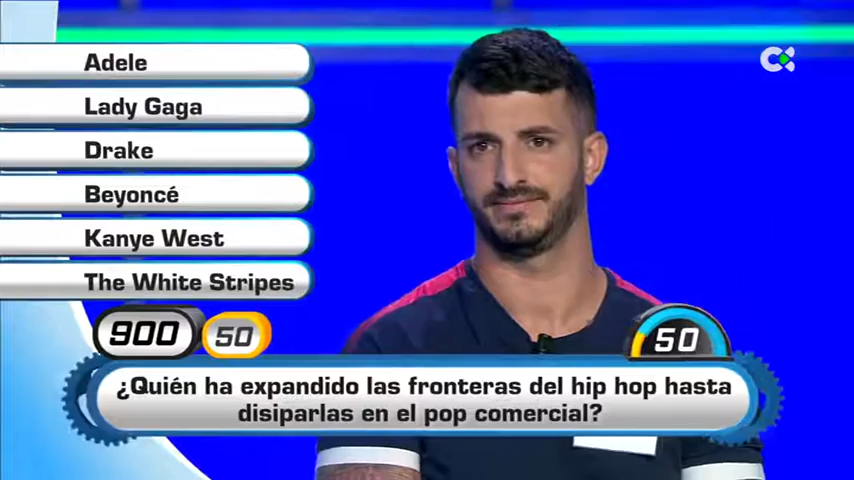 Adele
Lady Gaga
Drake
Beyoncé
Kanye West
The White Stripes
900
50
50
¿Quién ha expandido las fronteras del hip hop hasta
disiparlas en el pop comercial?